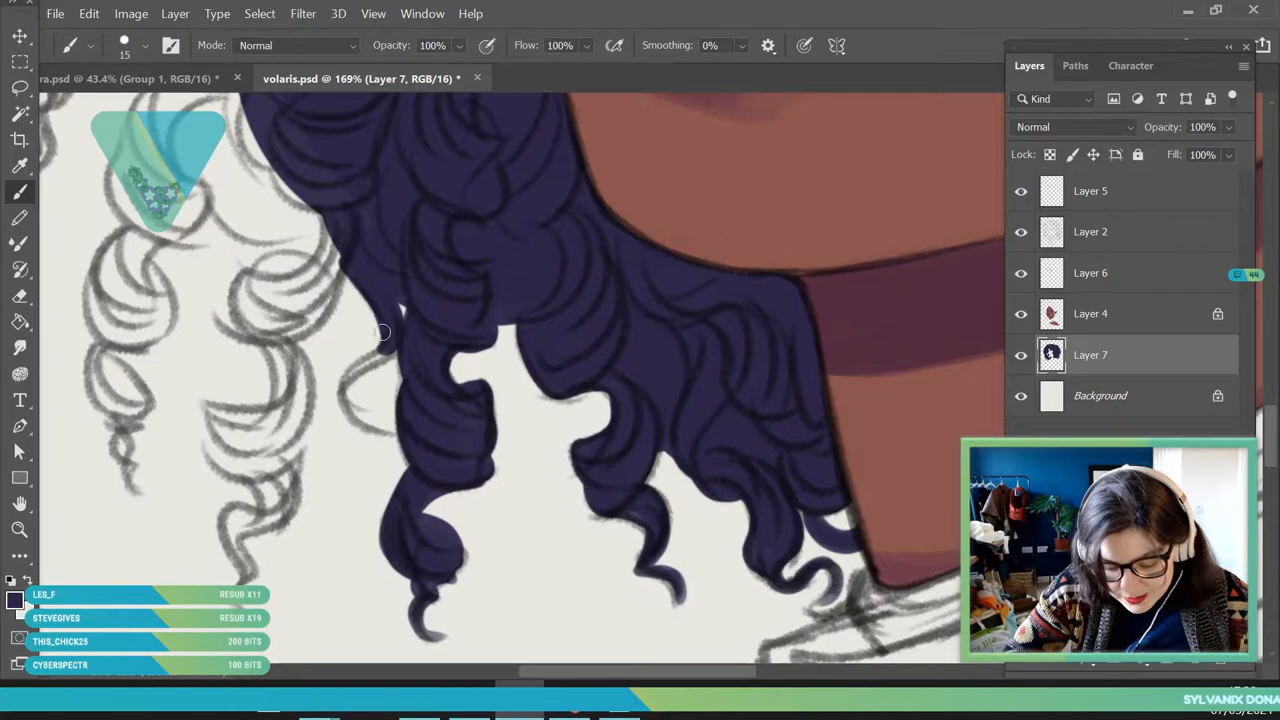 File Edit Image Layer Type Select Filter 3D View Window Help
15 Mode: Normal Opacity: 100% Flow: 100% Smoothing: 0%
ra.psd @ 43.4% (Group 1, RGB/16) * volaris.psd @ 169% (Layer 7, RGB/16) *
Layers Paths Character
Kind
Normal Opacity: 100%
Lock: Fill: 100%
Layer 5
Layer 2
Layer 6
44
Layer 4
Layer 7
Background
LES_F RESUB X11
STEVEGIVES RESUB X19
THIS_CHICK25 200 BITS
CYBERSPECTR 100 BITS
SYLVANIX DONA